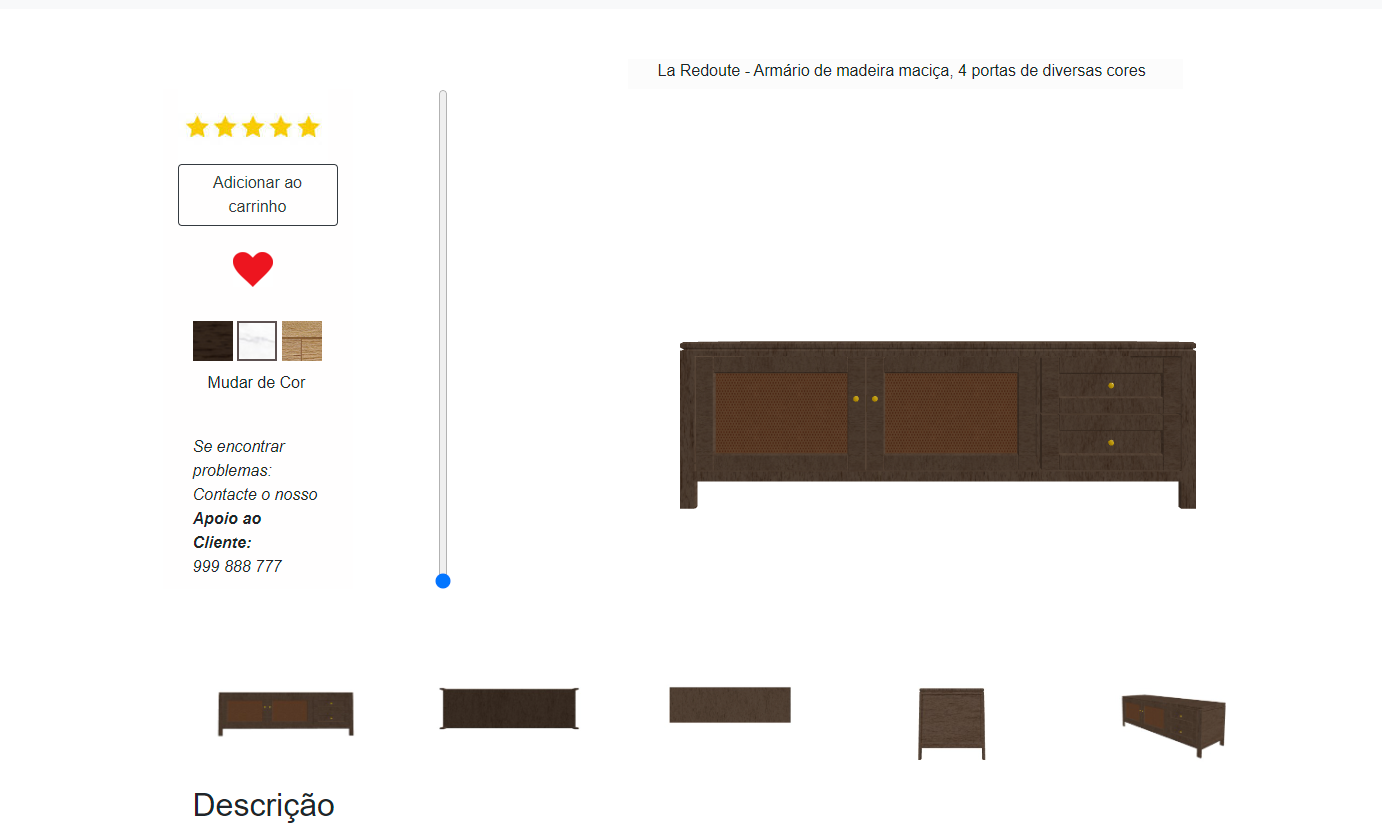 La Redoute - Armário de madeira maciça, 4 portas de diversas cores
Adicionar ao
carrinho
Mudar de Cor
Se encontrar
problemas:
Contacte o nosso
Apoio ao
Cliente:
999 888 777
Descrição